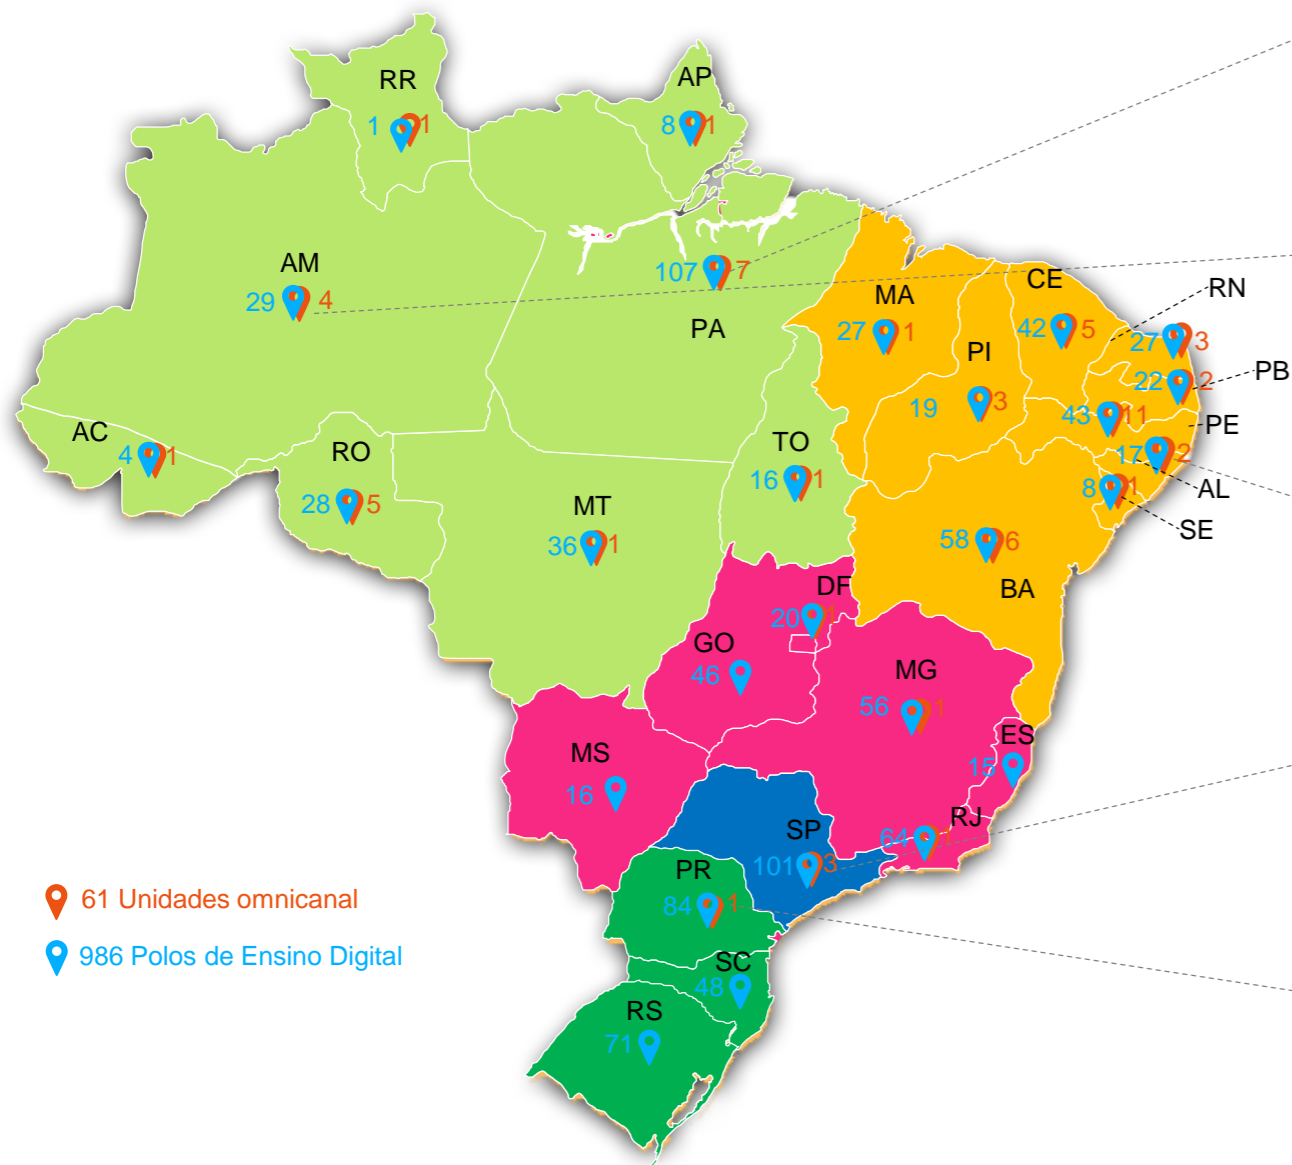 RR
1 1
AP
8 1
AM
29 4
107 7
PA
MA
27 1
CE
42 5
RN
27 3
PI
19 3
22 2
PB
43 11
PE
17 2
AL
8 1
SE
AC
4 1
RO
28 5
TO
16 1
MT
36 1
58 6
BA
DF
20 1
GO
46
MG
56 1
ES
15
MS
16
RJ
64 1
SP
101 3
PR
84 1
SC
48
RS
71
61 Unidades omnicanal
986 Polos de Ensino Digital